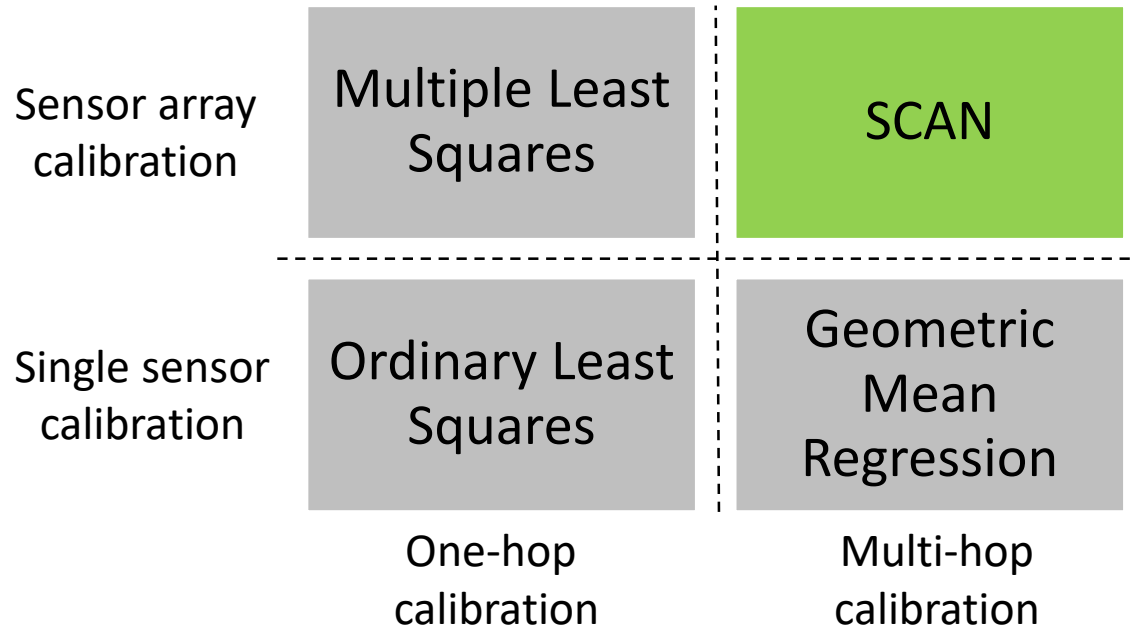 Sensor array
calibration
Multiple Least
Squares
SCAN
Single sensor
calibration
Ordinary Least
Squares
Geometric
Mean
Regression
One-hop
calibration
Multi-hop
calibration